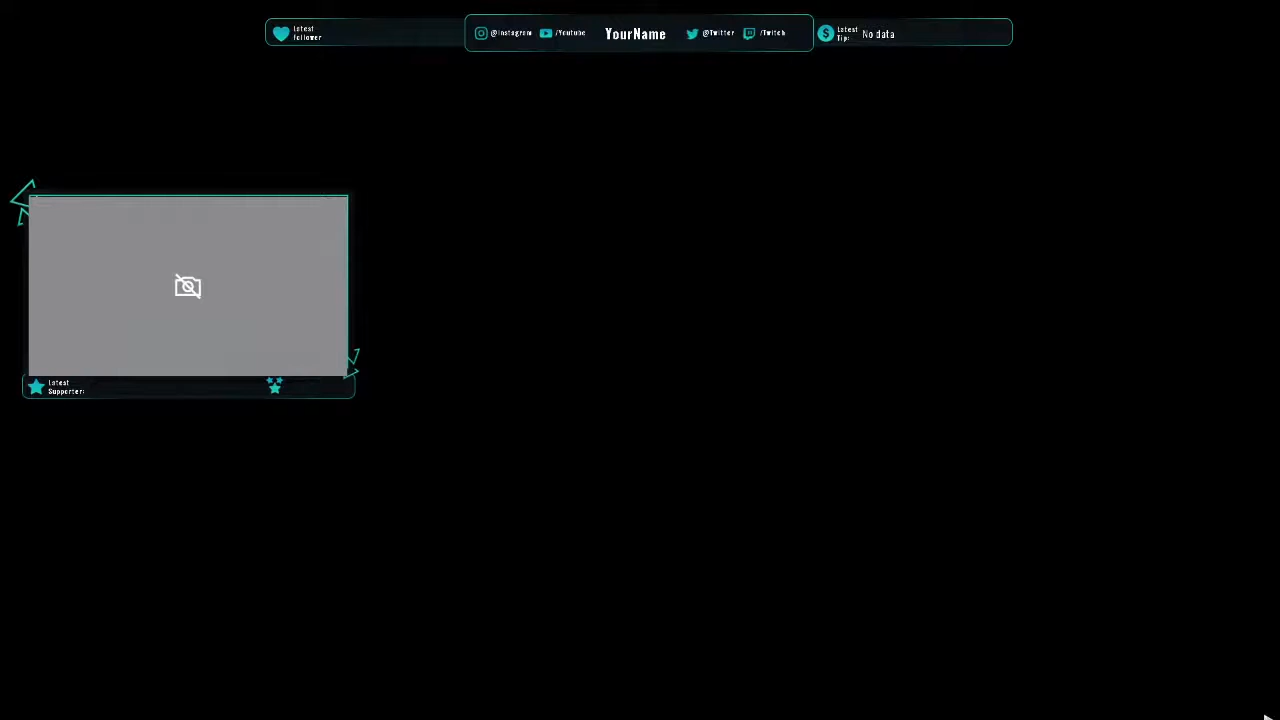 Latest
Follower
@Instagram
/Youtube
YourName
@Twitter
/Twitch
Latest
Tip:
No data
Latest
Supporter: